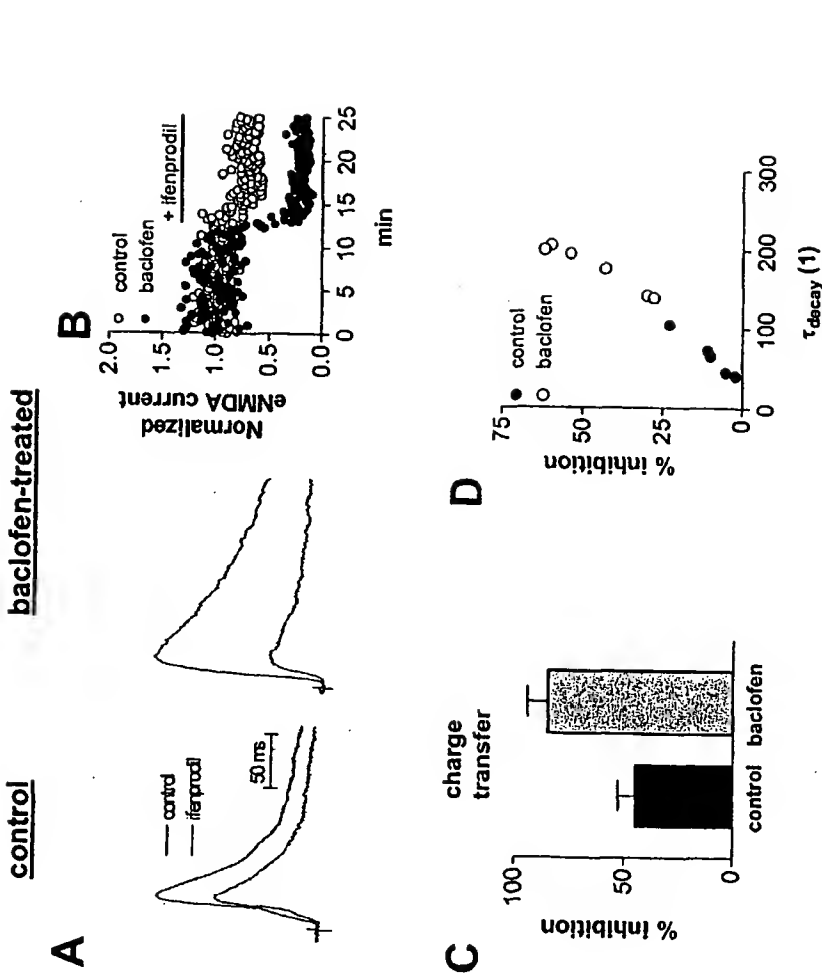 control
baclofen-treated
A
control
ifenprodil
50 ms
B
control
baclofen
+ ifenprodil
Normalized
eNMDA current
2.0
1.5
1.0
0.5
0.0
0
5
10
15
20
25
min
C
charge
transfer
% inhibition
100
50
0
control
baclofen
D
control
baclofen
% inhibition
75
50
25
0
0
100
200
300
τdecay (1)